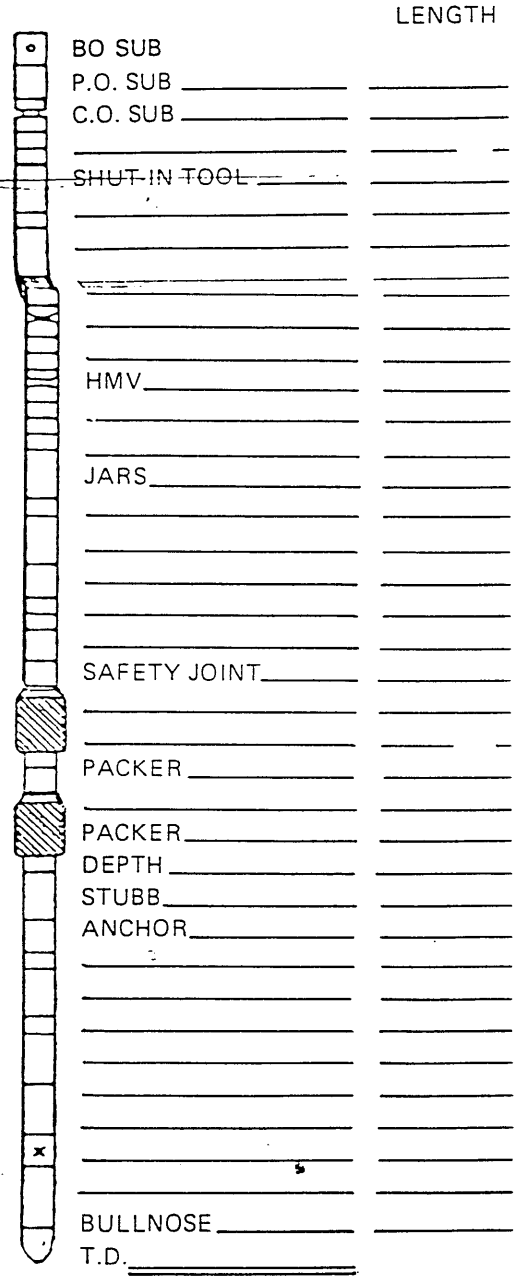 LENGTH
BO SUB
P.O. SUB
C.O. SUB
SHUT-IN TOOL
HMV
JARS
SAFETY JOINT
PACKER
PACKER
DEPTH
STUBB
ANCHOR
x
BULLNOSE
T.D.